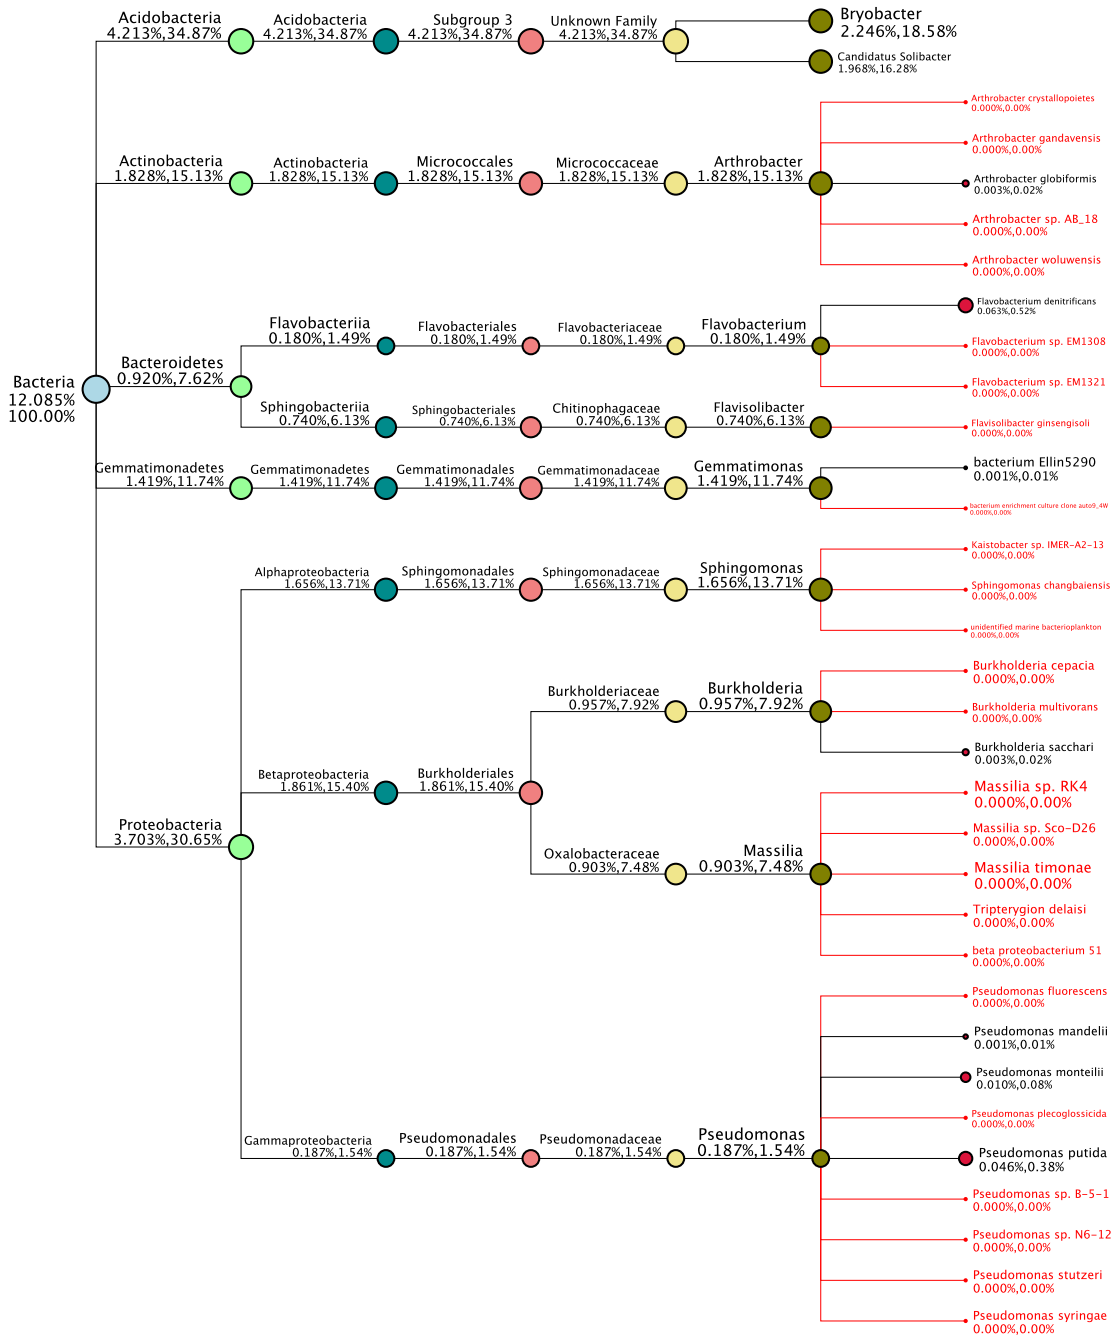 Acidobacteria
4.213%,34.87%
Acidobacteria
4.213%,34.87%
Subgroup 3
4.213%,34.87%
Unknown Family
4.213%,34.87%
Bryobacter
2.246%,18.58%
Candidatus Solibacter
1.968%,16.28%
Arthrobacter crystallopoietes
0.000%,0.00%
Arthrobacter gandavensis
0.000%,0.00%
Actinobacteria
1.828%,15.13%
Actinobacteria
1.828%,15.13%
Micrococcales
1.828%,15.13%
Micrococcaceae
1.828%,15.13%
Arthrobacter
1.828%,15.13%
Arthrobacter globiformis
0.003%,0.02%
Arthrobacter sp. AB_18
0.000%,0.00%
Arthrobacter woluwensis
0.000%,0.00%
Flavobacterium denitrificans
0.063%,0.52%
Flavobacteriia
0.180%,1.49%
Flavobacteriales
0.180%,1.49%
Flavobacteriaceae
0.180%,1.49%
Flavobacterium
0.180%,1.49%
Flavobacterium sp. EM1308
0.000%,0.00%
Bacteria
12.085%
100.00%
Bacteroidetes
0.920%,7.62%
Flavobacterium sp. EM1321
0.000%,0.00%
Sphingobacteriia
0.740%,6.13%
Sphingobacteriales
0.740%,6.13%
Chitinophagaceae
0.740%,6.13%
Flavisolibacter
0.740%,6.13%
Flavisolibacter ginsengisoli
0.000%,0.00%
bacterium Ellin5290
0.001%,0.01%
Gemmatimonadetes
1.419%,11.74%
Gemmatimonadetes
1.419%,11.74%
Gemmatimonadales
1.419%,11.74%
Gemmatimonadaceae
1.419%,11.74%
Gemmatimonas
1.419%,11.74%
bacterium enrichment culture clone auto9_4W
0.000%,0.00%
Kaistobacter sp. IMER-A2-13
0.000%,0.00%
Alphaproteobacteria
1.656%,13.71%
Sphingomonadales
1.656%,13.71%
Sphingomonadaceae
1.656%,13.71%
Sphingomonas
1.656%,13.71%
Sphingomonas changbaiensis
0.000%,0.00%
unidentified marine bacterioplankton
0.000%,0.00%
Burkholderia cepacia
0.000%,0.00%
Burkholderiaceae
0.957%,7.92%
Burkholderia
0.957%,7.92%
Burkholderia multivorans
0.000%,0.00%
Burkholderia sacchari
0.003%,0.02%
Betaproteobacteria
1.861%,15.40%
Burkholderiales
1.861%,15.40%
Massilia sp. RK4
0.000%,0.00%
Proteobacteria
3.703%,30.65%
Massilia sp. Sco-D26
0.000%,0.00%
Oxalobacteraceae
0.903%,7.48%
Massilia
0.903%,7.48%
Massilia timonae
0.000%,0.00%
Tripterygion delaisi
0.000%,0.00%
beta proteobacterium 51
0.000%,0.00%
Pseudomonas fluorescens
0.000%,0.00%
Pseudomonas mandelii
0.001%,0.01%
Pseudomonas monteilii
0.010%,0.08%
Pseudomonas plecoglossicida
0.000%,0.00%
Gammaproteobacteria
0.187%,1.54%
Pseudomonadales
0.187%,1.54%
Pseudomonadaceae
0.187%,1.54%
Pseudomonas
0.187%,1.54%
Pseudomonas putida
0.046%,0.38%
Pseudomonas sp. B-5-1
0.000%,0.00%
Pseudomonas sp. N6-12
0.000%,0.00%
Pseudomonas stutzeri
0.000%,0.00%
Pseudomonas syringae
0.000%,0.00%